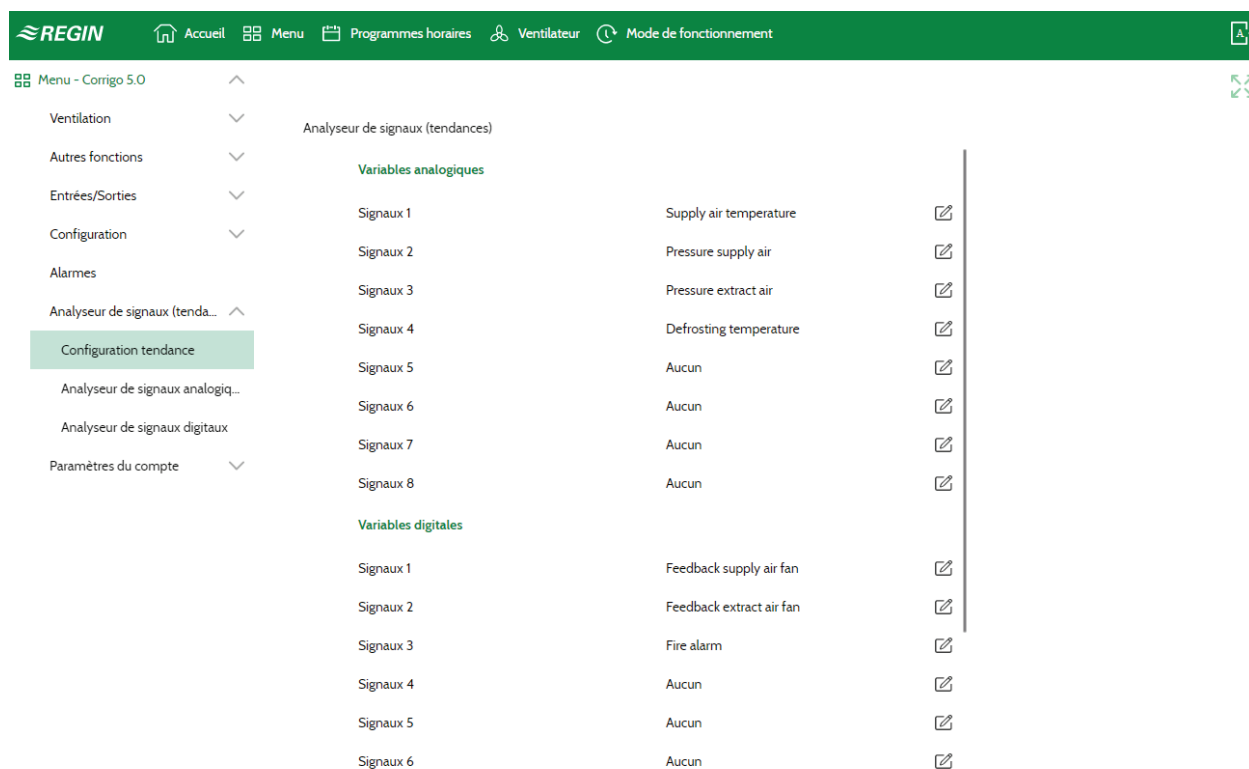 REGIN Accueil Menu Programmes horaires Ventilateur Mode de fonctionnement A
Menu - Corrigo 5.0
Ventilation
Autres fonctions
Entrées/Sorties
Configuration
Alarmes
Analyseur de signaux (tenda...
Configuration tendance
Analyseur de signaux analogiq...
Analyseur de signaux digitaux
Paramètres du compte
Analyseur de signaux (tendances)
Variables analogiques
Signaux 1 Supply air temperature
Signaux 2 Pressure supply air
Signaux 3 Pressure extract air
Signaux 4 Defrosting temperature
Signaux 5 Aucun
Signaux 6 Aucun
Signaux 7 Aucun
Signaux 8 Aucun
Variables digitales
Signaux 1 Feedback supply air fan
Signaux 2 Feedback extract air fan
Signaux 3 Fire alarm
Signaux 4 Aucun
Signaux 5 Aucun
Signaux 6 Aucun